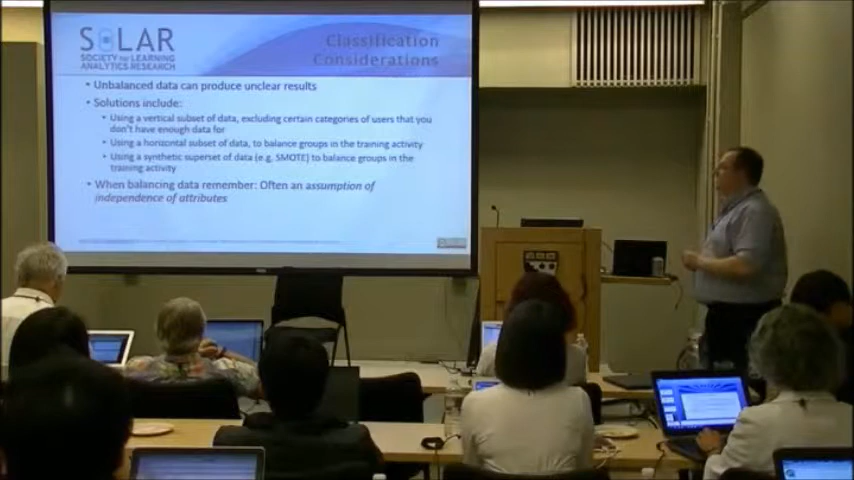 SOLAR
SOCIETY for LEARNING
ANALYTICS RESEARCH
Classification
Considerations
• Unbalanced data can produce unclear results
• Solutions include:
• Using a vertical subset of data, excluding certain categories of users that you
don't have enough data for
• Using a horizontal subset of data, to balance groups in the training activity
• Using a synthetic superset of data (e.g. SMOTE) to balance groups in the
training activity
• When balancing data remember: Often an assumption of
independence of attributes